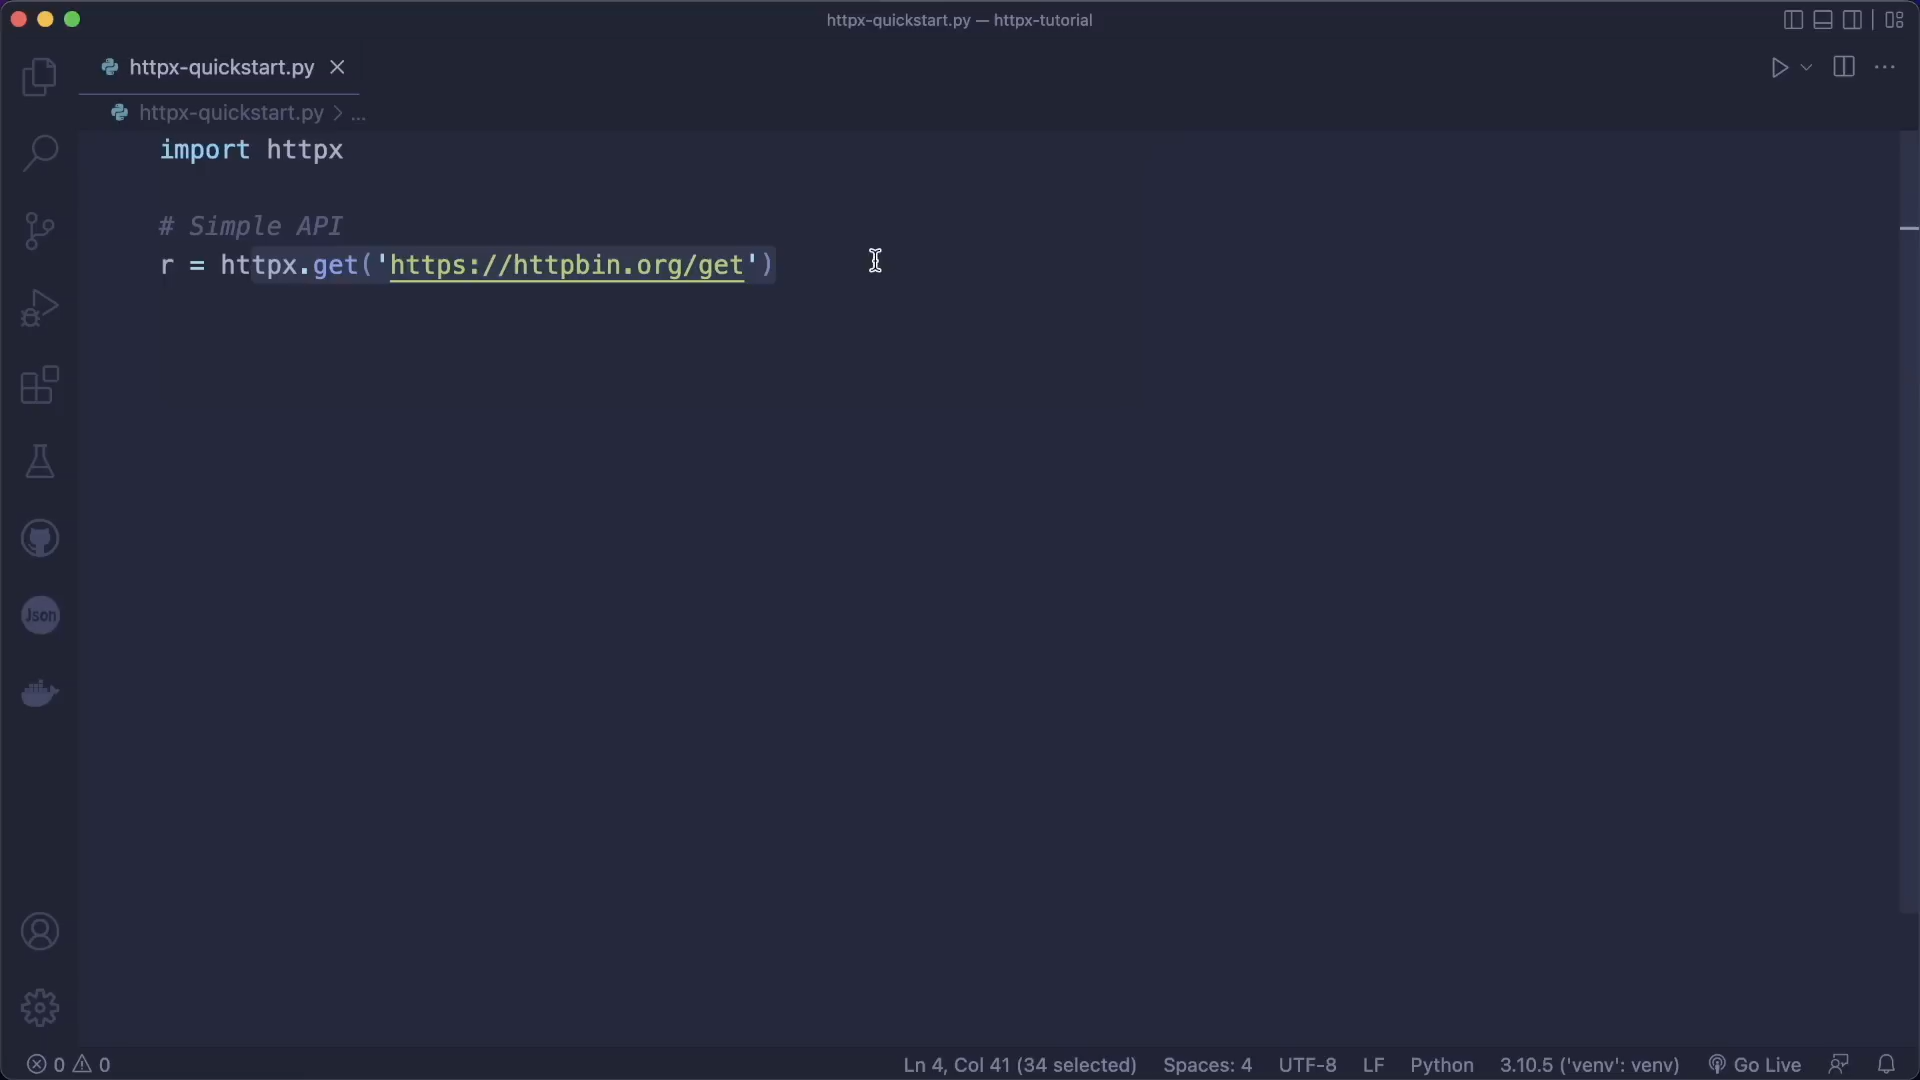 httpx-quickstart.py — httpx-tutorial
httpx-quickstart.py
httpx-quickstart.py > ...
import httpx
# Simple API
r = httpx.get('https://httpbin.org/get')
Json
0 0
Ln 4, Col 41 (34 selected) Spaces: 4 UTF-8 LF Python 3.10.5 ('venv': venv) Go Live